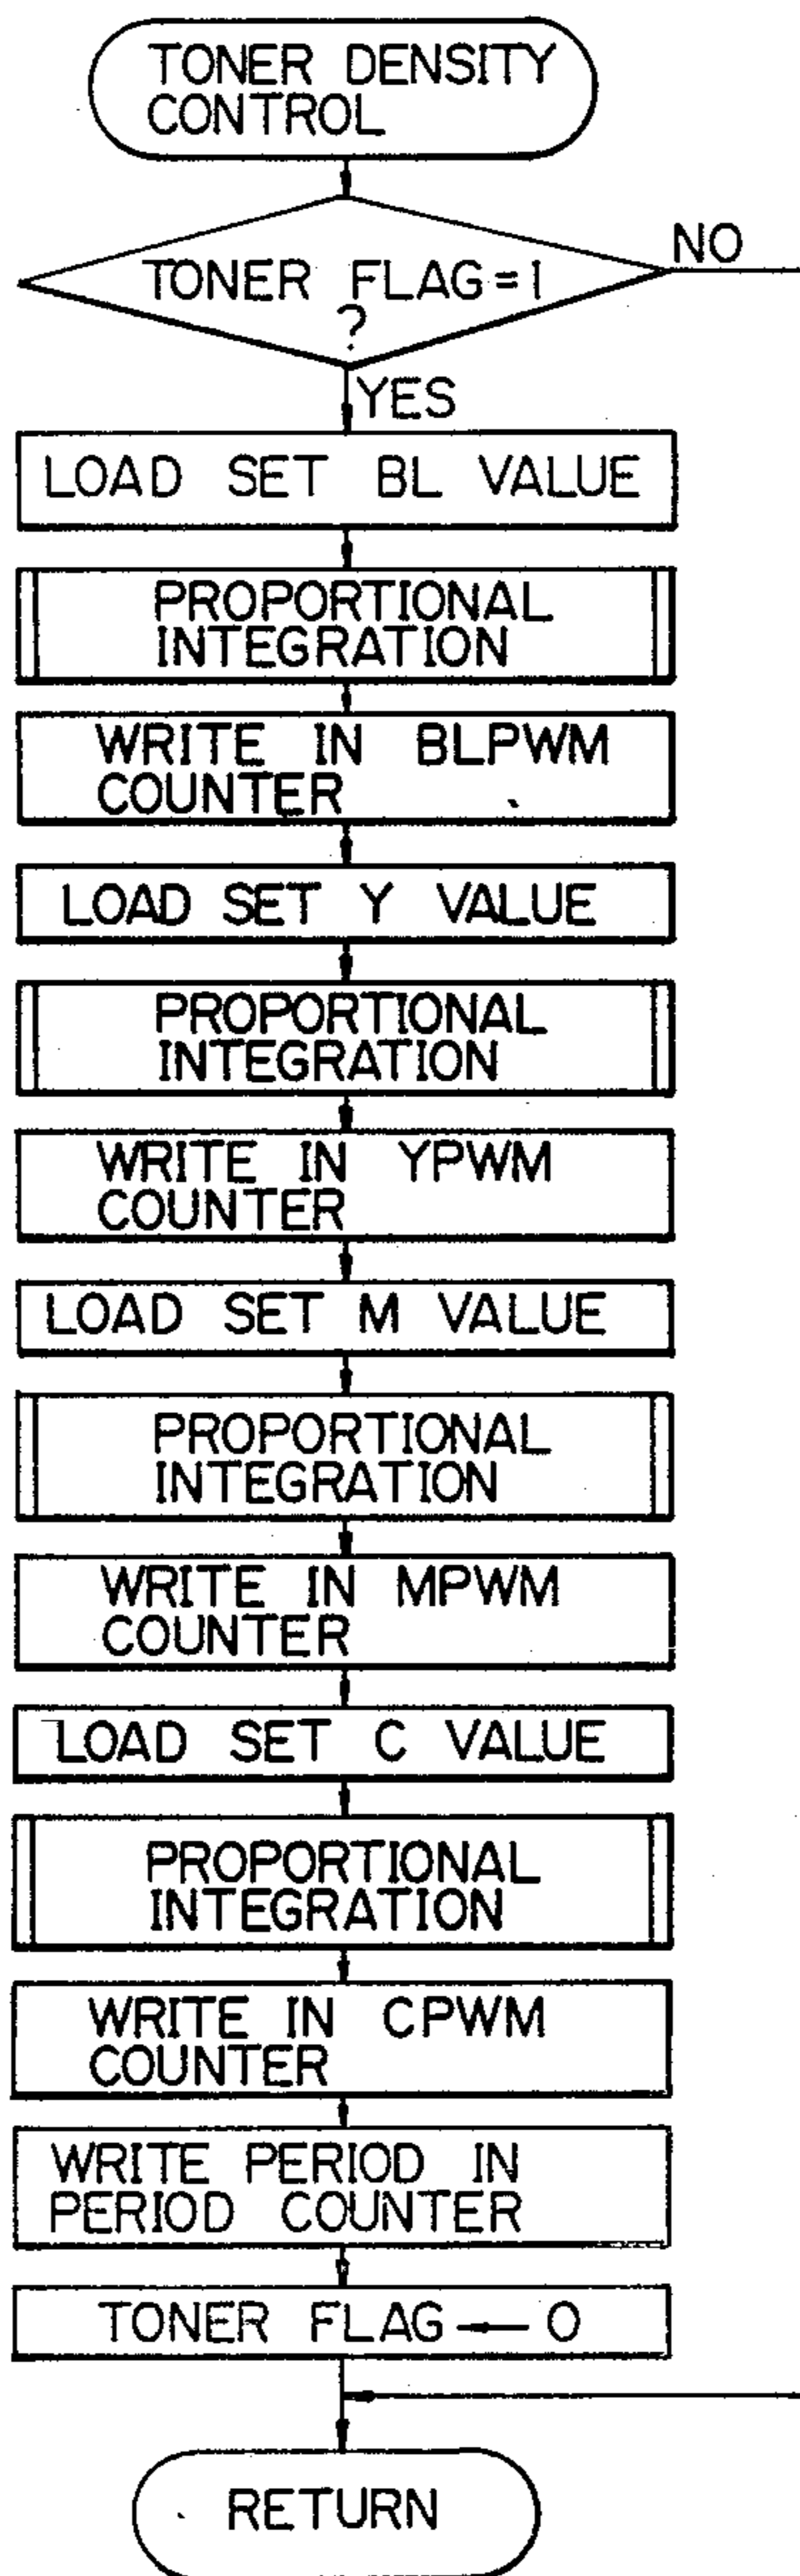 TONER DENSITY
CONTROL
TONER FLAG=1
?
NO
YES
LOAD SET BL VALUE
PROPORTIONAL
INTEGRATION
WRITE IN BLPWM
COUNTER
LOAD SET Y VALUE
PROPORTIONAL
INTEGRATION
WRITE IN YPWM
COUNTER
LOAD SET M VALUE
PROPORTIONAL
INTEGRATION
WRITE IN MPWM
COUNTER
LOAD SET C VALUE
PROPORTIONAL
INTEGRATION
WRITE IN CPWM
COUNTER
WRITE PERIOD IN
PERIOD COUNTER
TONER FLAG ← 0
RETURN